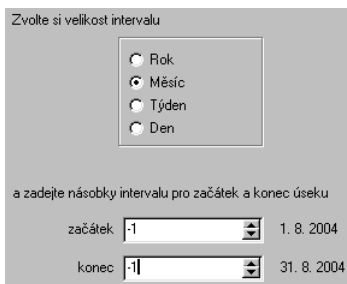 Zvolte si velikost intervalu
Rok
Měsíc
Týden
Den
a zadejte násobky intervalu pro začátek a konec úseku
začátek -1 1. 8. 2004
konec -1 31. 8. 2004